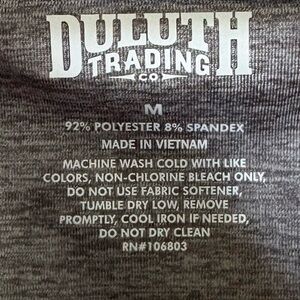 DULUTH
TRADING
CO
M
92% POLYESTER 8% SPANDEX
MADE IN VIETNAM
MACHINE WASH COLD WITH LIKE
COLORS, NON-CHLORINE BLEACH ONLY,
DO NOT USE FABRIC SOFTENER,
TUMBLE DRY LOW, REMOVE
PROMPTLY, COOL IRON IF NEEDED,
DO NOT DRY CLEAN
RN#106803